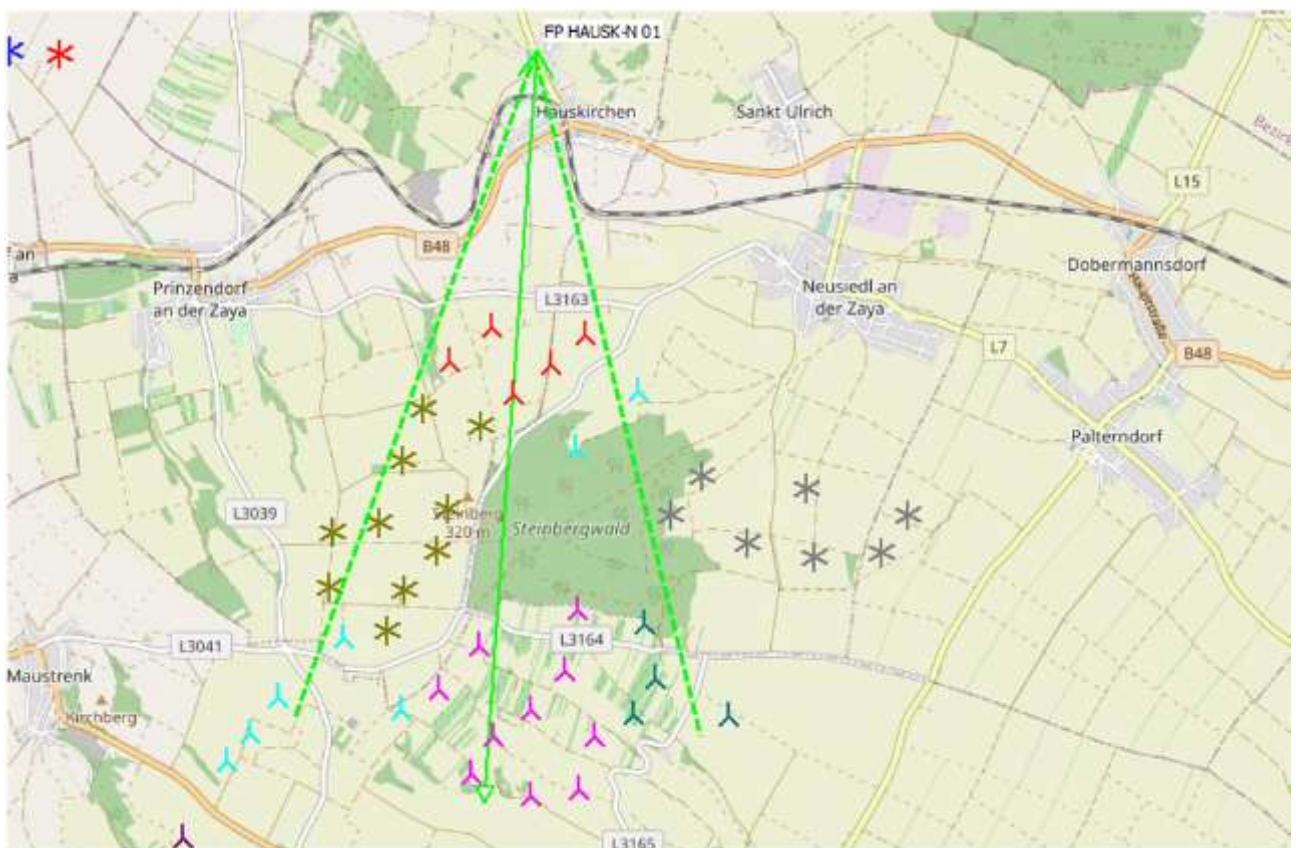 FP HAUSK-N 01
Hauskirchen
Sankt Ulrich
L15
B48
Dobermannsdorf
Prinzendorf
an der Zaya
L3163
Neusiedl an
der Zaya
Hauptstraße
L7
B48
Palterndorf
L3039
320 m
Steinbergwald
L3041
L3164
Maustrenk
Kirchberg
L3165